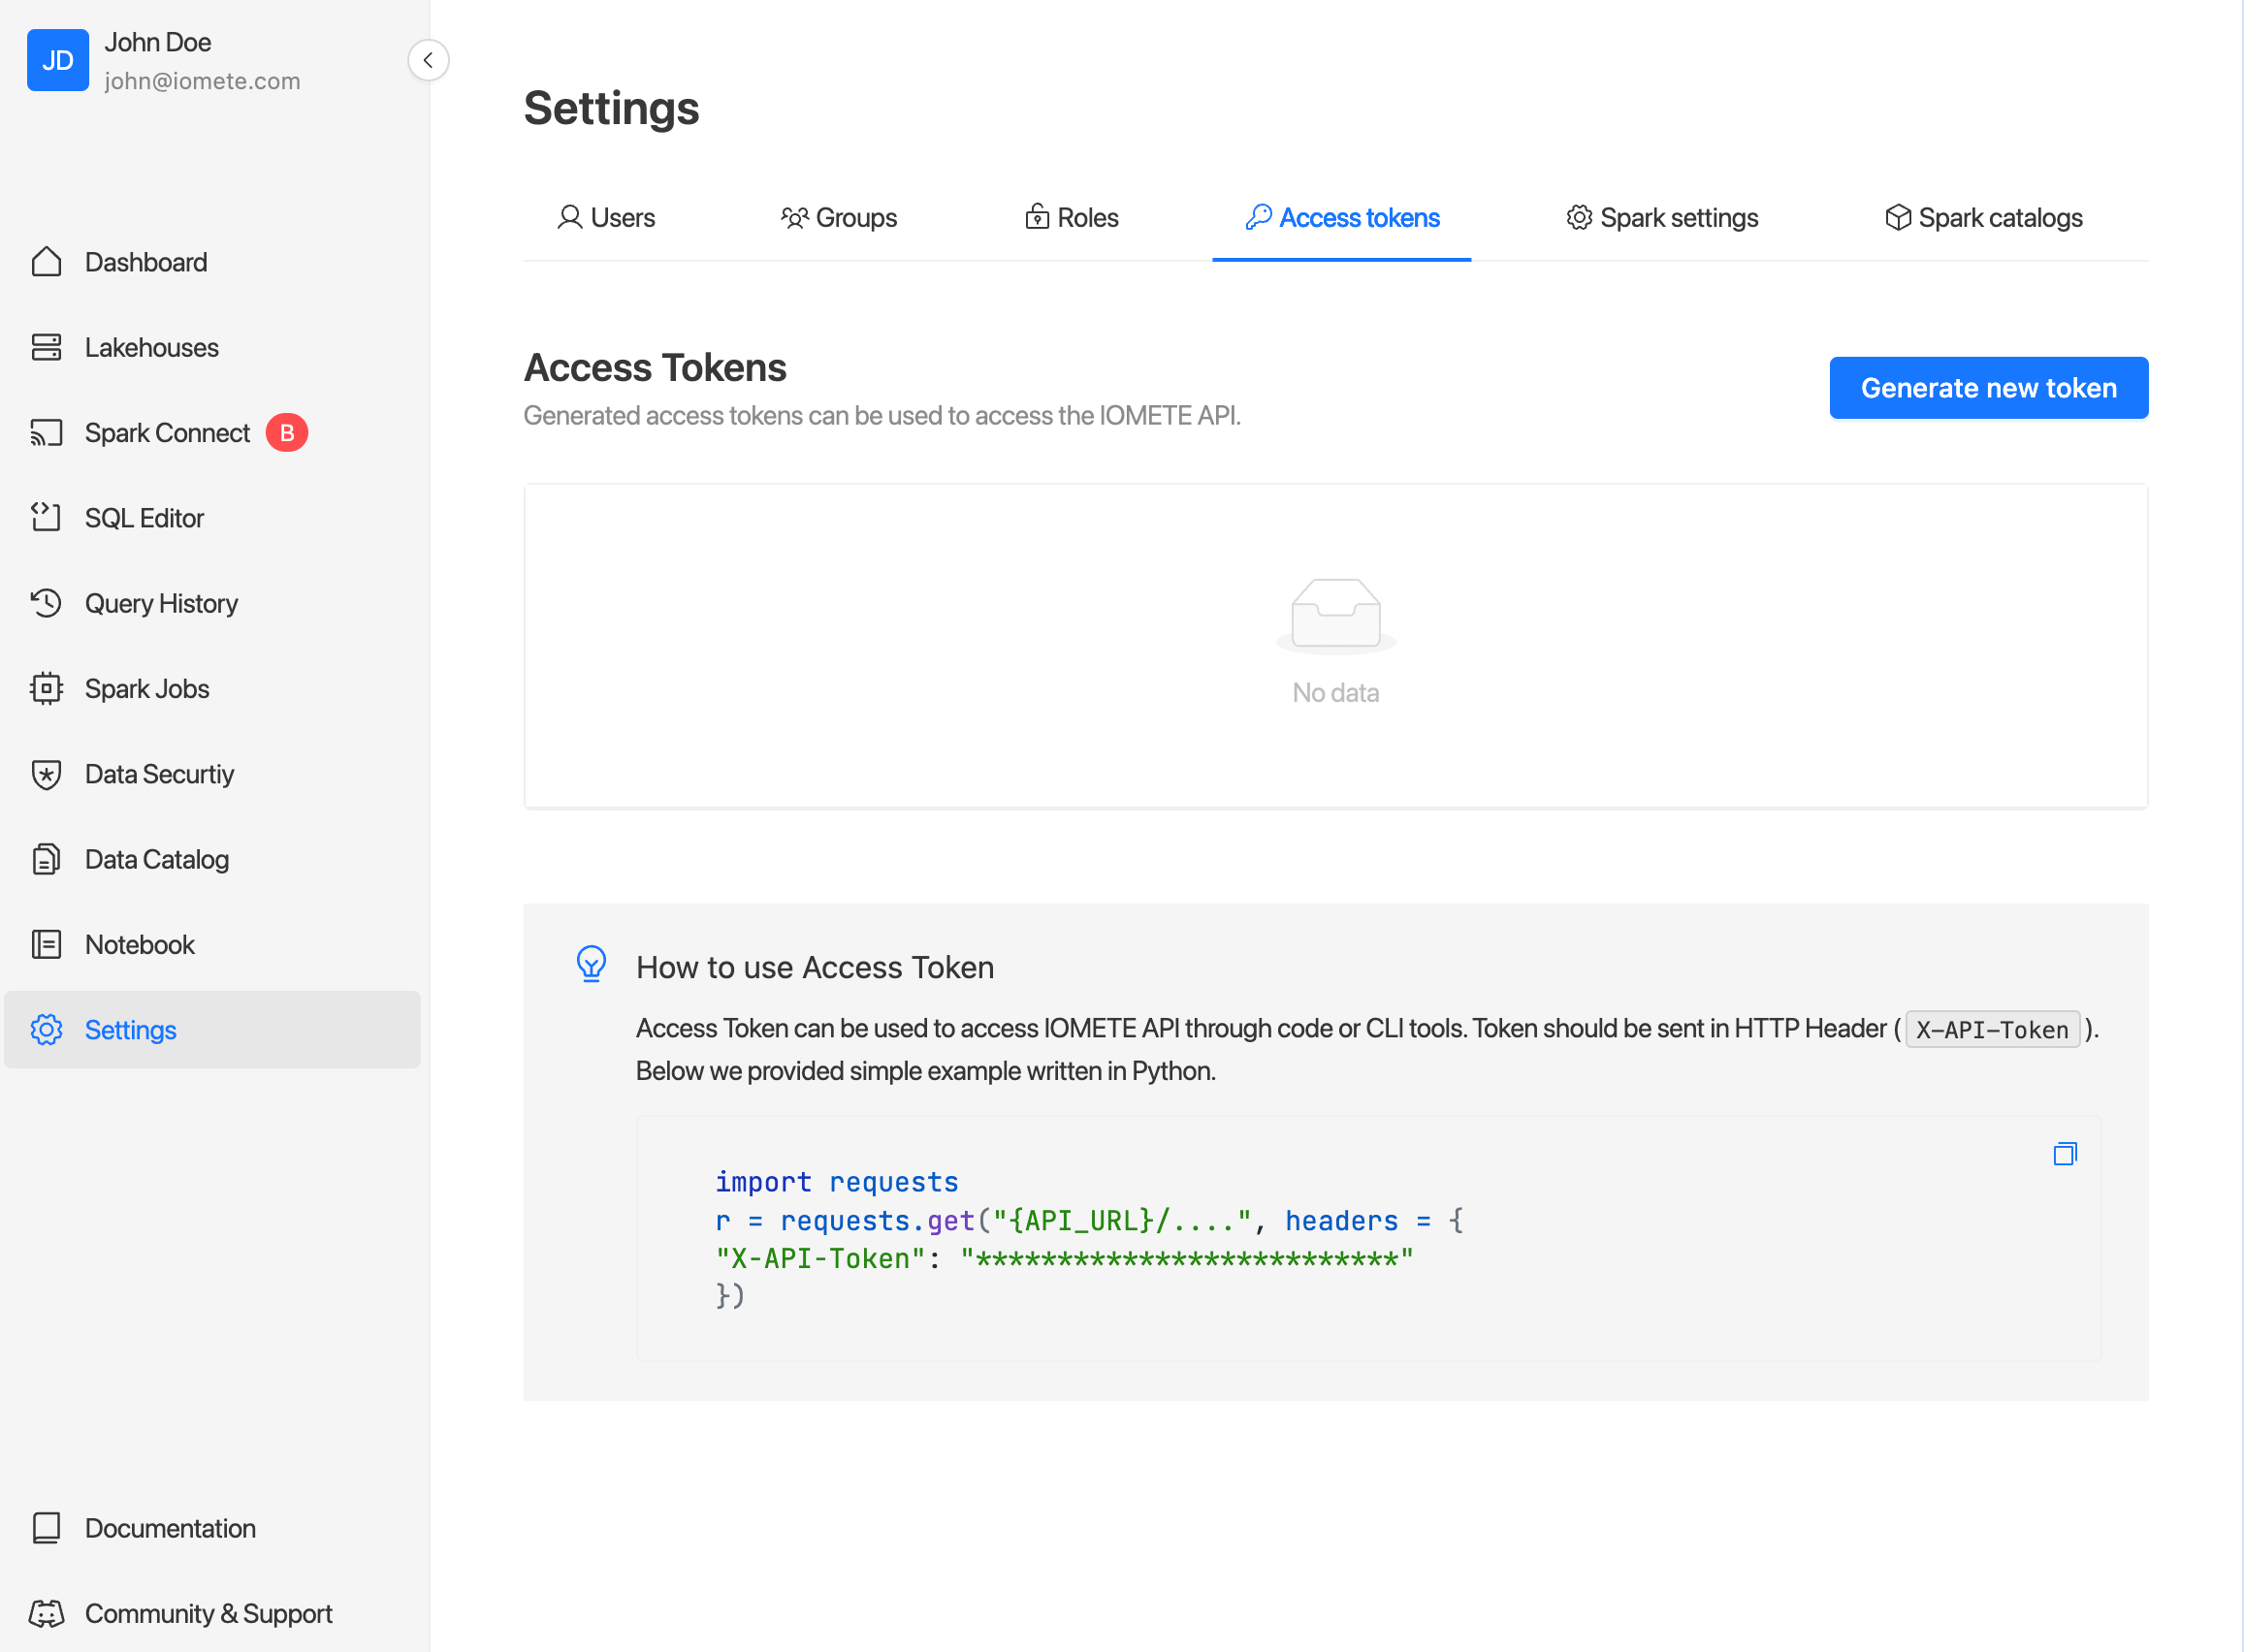 JD
John Doe
john@iomete.com
Dashboard
Lakehouses
Spark Connect B
SQL Editor
Query History
Spark Jobs
Data Securtiy
Data Catalog
Notebook
Settings
Documentation
Community & Support
Settings
Users Groups Roles Access tokens Spark settings Spark catalogs
Access Tokens
Generated access tokens can be used to access the IOMETE API.
Generate new token
No data
How to use Access Token
Access Token can be used to access IOMETE API through code or CLI tools. Token should be sent in HTTP Header ( X-API-Token ).
Below we provided simple example written in Python.
import requests
r = requests.get("{API_URL}/....", headers = {
"X-API-Token": "**************************"
})